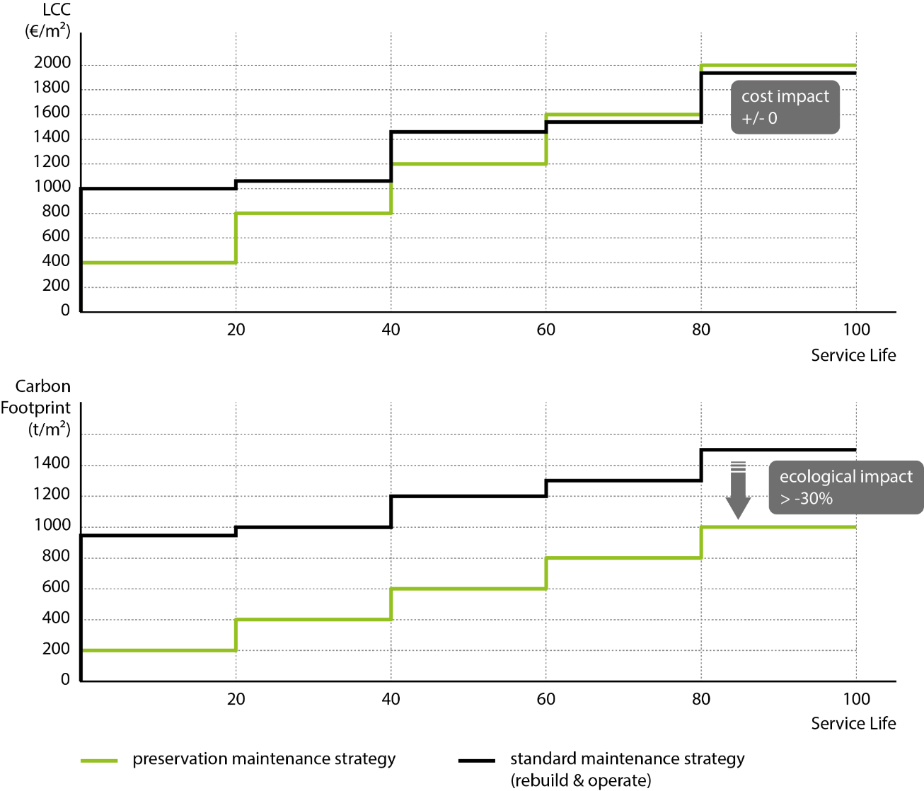 LCC
(€/m²)
2000
1800
1600
1400
1200
1000
800
600
400
200
0
cost impact
+/- 0
20 40 60 80 100
Service Life
Carbon
Footprint
(t/m²)
1400
1200
1000
800
600
400
200
0
ecological impact
> -30%
20 40 60 80 100
Service Life
preservation maintenance strategy
standard maintenance strategy
(rebuild & operate)